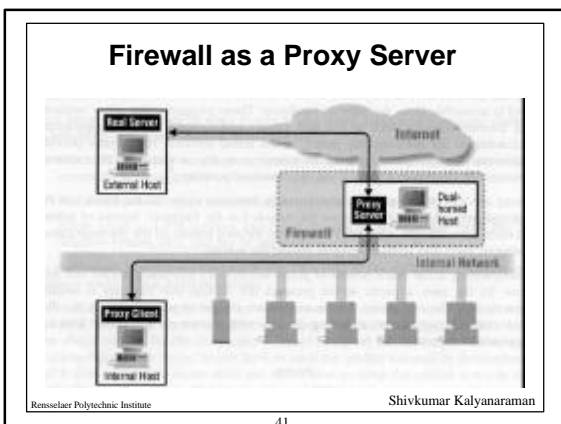 Firewall as a Proxy Server
Real Server
External Host
Internet
Proxy
Server
Dual-
homed
Host
Firewall
Internal Network
Proxy Client
Internal Host
Rensselaer Polytechnic Institute
Shivkumar Kalyanaraman
41